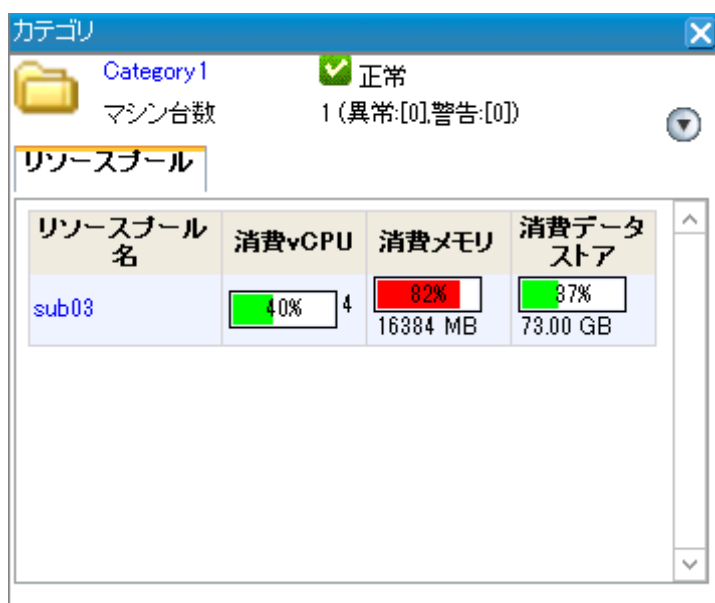 カテゴリ
Category1 正常
マシン台数 1 (異常:[0],警告:[0])
リソースプール
リソースプール名 消費vCPU 消費メモリ 消費データストア
sub03 40% 4 82% 37%
16384 MB 73.00 GB